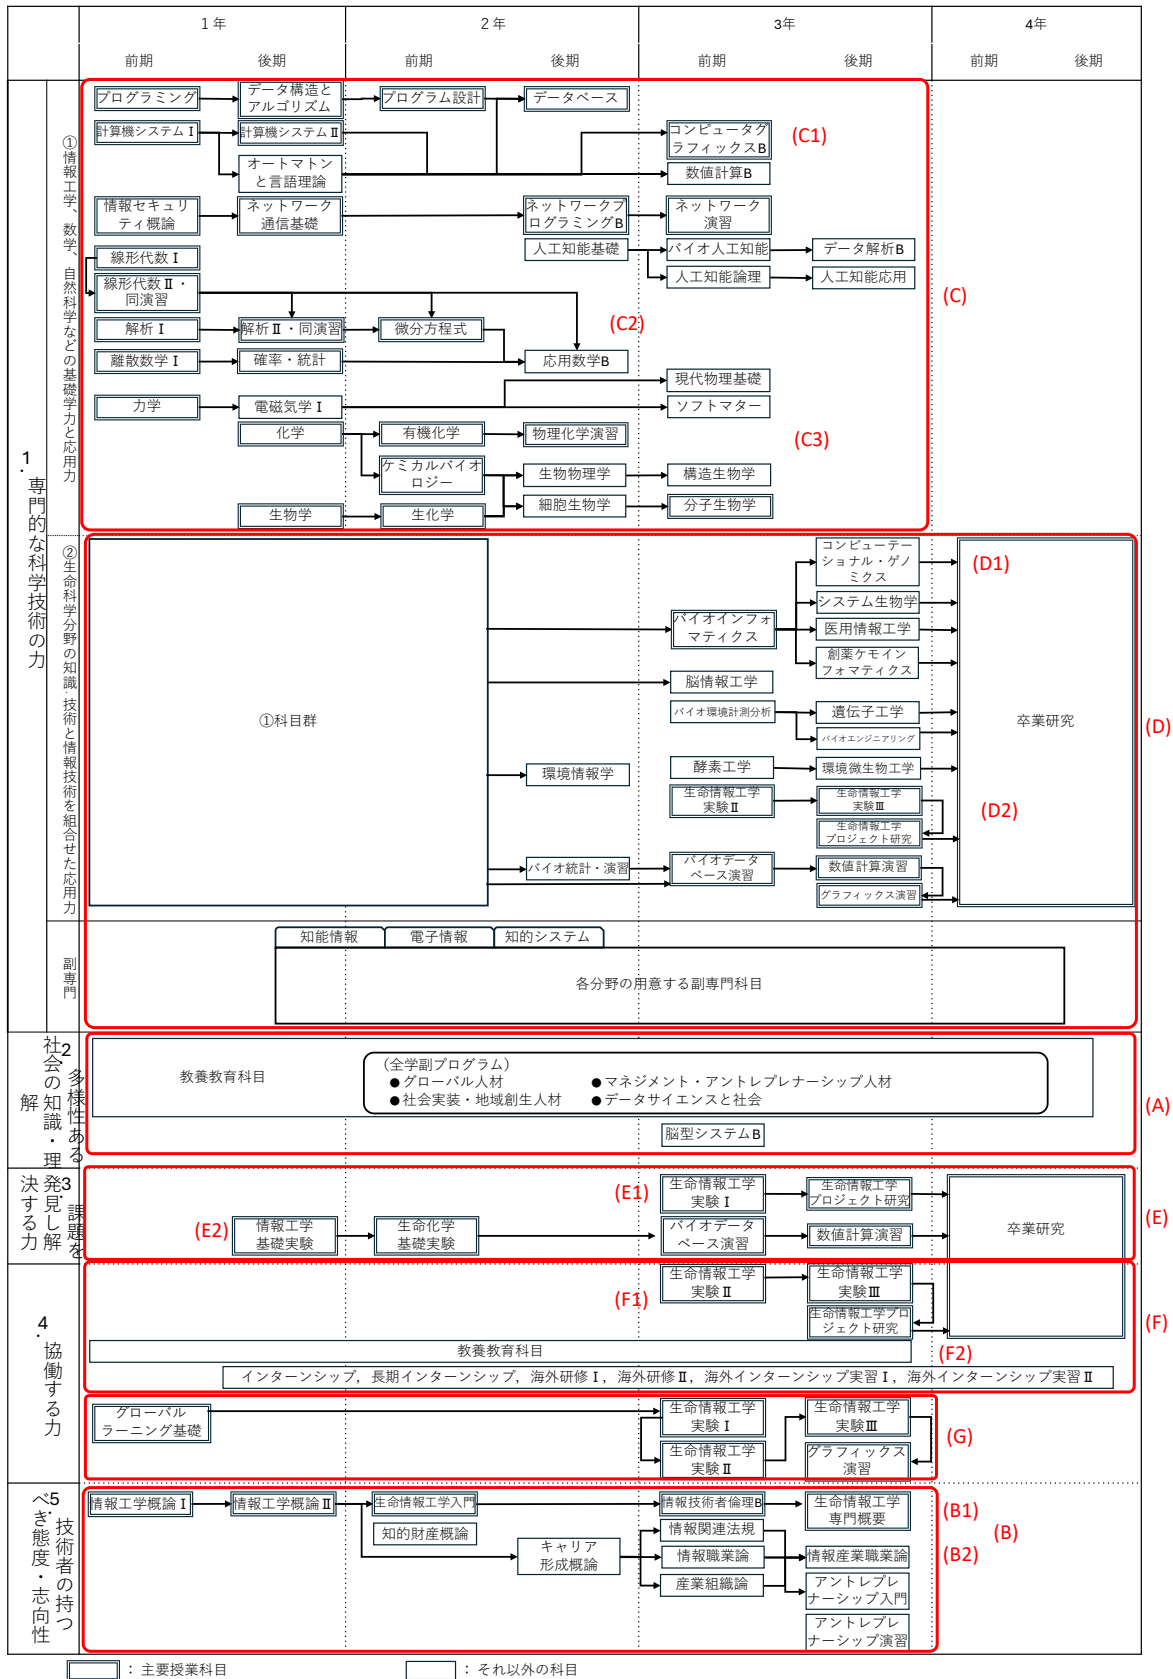 1年
2年
3年
4年
前期
後期
前期
後期
前期
後期
前期
後期
1.専門的な科学技術の力
①情報工学、数学、自然科学などの基礎学力と応用力
プログラミング
データ構造と
アルゴリズム
プログラム設計
データベース
計算機システムⅠ
計算機システムⅡ
コンピュータグ
ラフィックスB
(C1)
オートマトン
と言語理論
数値計算B
情報セキュリ
ティ概論
ネットワーク
通信基礎
ネットワークプ
ログラミングB
ネットワーク
演習
人工知能基礎
バイオ人工知能
データ解析B
線形代数Ⅰ
人工知能論理
人工知能応用
線形代数Ⅱ・
同演習
(C)
解析Ⅰ
解析Ⅱ・同演習
微分方程式
(C2)
離散数学Ⅰ
確率・統計
応用数学B
現代物理基礎
力学
電磁気学Ⅰ
ソフトマター
化学
有機化学
物理化学演習
(C3)
ケミカルバイオ
ロジー
生物物理学
構造生物学
細胞生物学
分子生物学
生物学
生化学
②生命科学分野の知識・技術と情報技術を組合せた応用力
①科目群
コンピューテー
ショナル・ゲノ
ミクス
(D1)
システム生物学
バイオインフォ
マティクス
医用情報工学
創薬ケモイン
フォマティクス
脳情報工学
バイオ環境計測分析
遺伝子工学
卒業研究
(D)
バイオエンジニアリング
環境情報学
酵素工学
環境微生物工学
生命情報工学
実験Ⅱ
生命情報工学
実験Ⅲ
(D2)
生命情報工学
プロジェクト研究
バイオ統計・演習
バイオデータ
ベース演習
数値計算演習
グラフィックス演習
副専門
知能情報
電子情報
知的システム
各分野の用意する副専門科目
2.多様性ある
社会の知識・理
解
教養教育科目
(全学副プログラム)
●グローバル人材
●マネジメント・アントレプレナーシップ人材
●社会実装・地域創生人材
●データサイエンスと社会
(A)
脳型システムB
3.課題を
発見し解
決する力
(E1)
生命情報工学
実験Ⅰ
生命情報工学
プロジェクト研究
(E2)
情報工学
基礎実験
生命化学
基礎実験
バイオデータ
ベース演習
数値計算演習
卒業研究
(E)
4.協働する力
(F1)
生命情報工学
実験Ⅱ
生命情報工学
実験Ⅲ
(F)
生命情報工学プロ
ジェクト研究
教養教育科目
(F2)
インターンシップ, 長期インターンシップ, 海外研修Ⅰ, 海外研修Ⅱ, 海外インターンシップ実習Ⅰ, 海外インターンシップ実習Ⅱ
グローバル
ラーニング基礎
生命情報工学
実験Ⅰ
生命情報工学
実験Ⅲ
(G)
生命情報工学
実験Ⅱ
グラフィックス
演習
5.技術者の持つ
べき態度・志向性
情報工学概論Ⅰ
情報工学概論Ⅱ
生命情報工学入門
情報技術者倫理B
生命情報工学
専門概要
(B1)
(B)
知的財産概論
情報関連法規
キャリア
形成概論
情報職業論
情報産業職業論
(B2)
産業組織論
アントレプレ
ナーシップ入門
アントレプレ
ナーシップ演習
：主要授業科目
：それ以外の科目